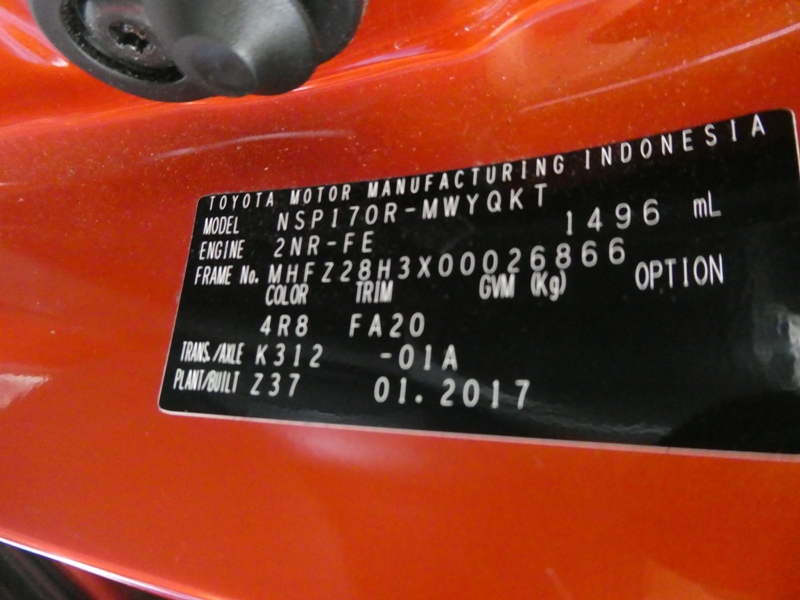 TOYOTA MOTOR MANUFACTURING INDONESIA
MODEL NSP170R-MWYQKT
ENGINE 2NR-FE 1496 mL
FRAME No. MHFZ28H3X00026866
COLOR TRIM GVM (Kg) OPTION
4R8 FA20
TRANS./AXLE K312 -01A
PLANT/BUILT Z37 01.2017